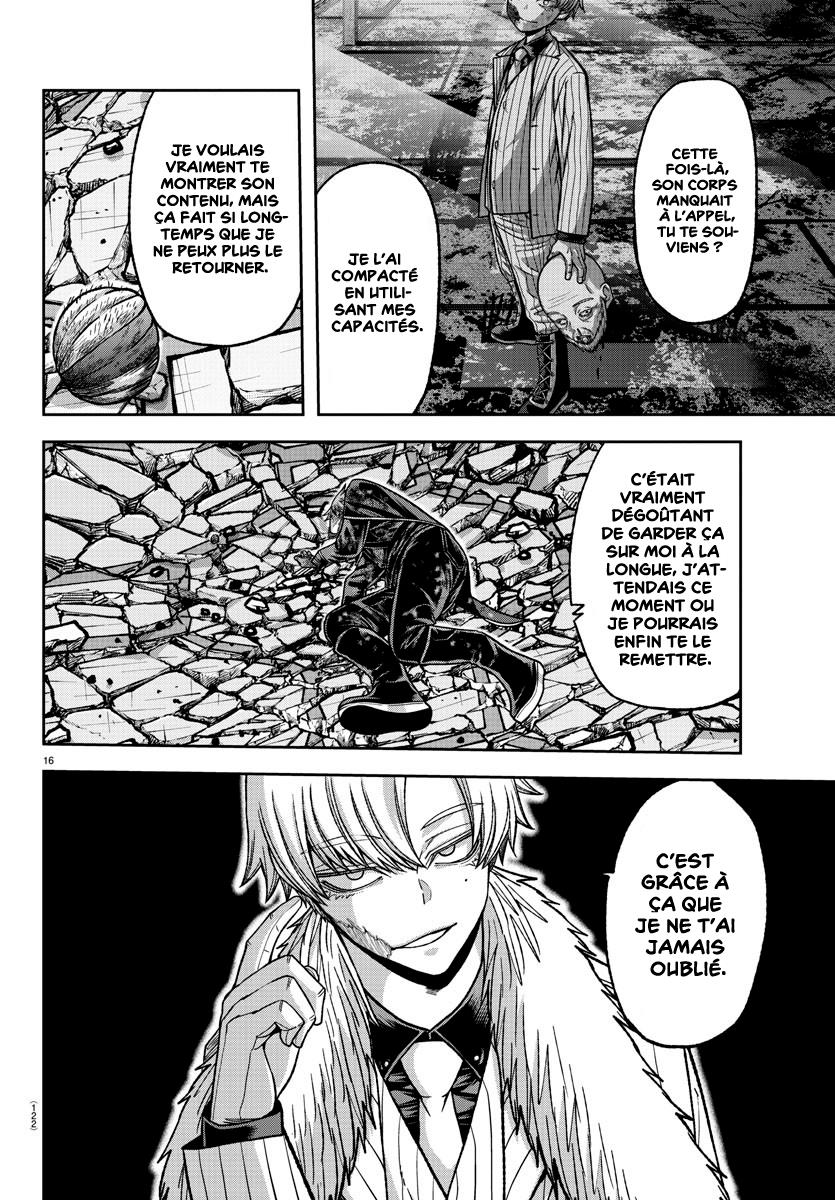 CETTE
FOIS-LÀ,
SON CORPS
MANQUAIT
À L'APPEL,
TU TE SOU-
VIENS ?
JE L'AI
COMPACTÉ
EN UTILI-
SANT MES
CAPACITÉS.
JE VOULAIS
VRAIMENT TE
MONTRER SON
CONTENU, MAIS
ÇA FAIT SI LONG-
TEMPS QUE JE
NE PEUX PLUS LE
RETOURNER.
C'ÉTAIT
VRAIMENT
DÉGOÛTANT
DE GARDER ÇA
SUR MOI À LA
LONGUE, J'AT-
TENDAIS CE
MOMENT OU
JE POURRAIS
ENFIN TE LE
REMETTRE.
16
C'EST
GRÂCE À
ÇA QUE
JE NE T'AI
JAMAIS
OUBLIÉ.
(122)